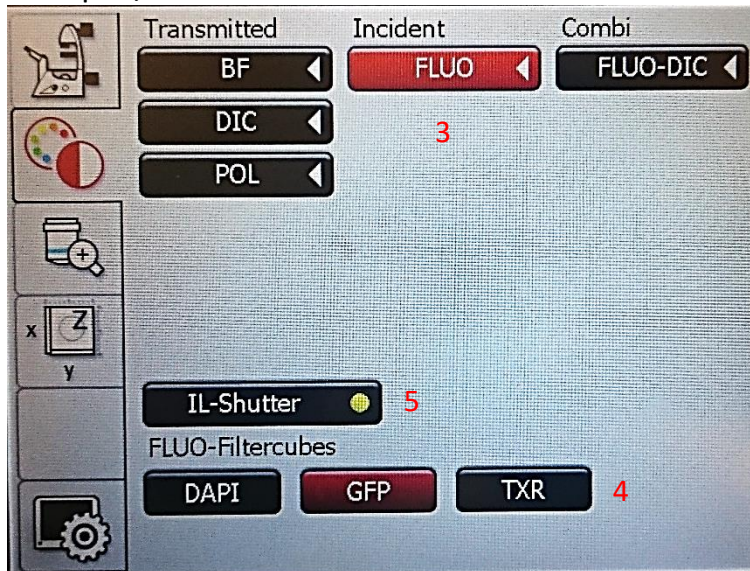 Transmitted Incident Combi
BF FLUO FLUO-DIC
DIC
3
POL
Z
x
y
IL-Shutter 5
FLUO-Filtercubes
DAPI GFP TXR 4